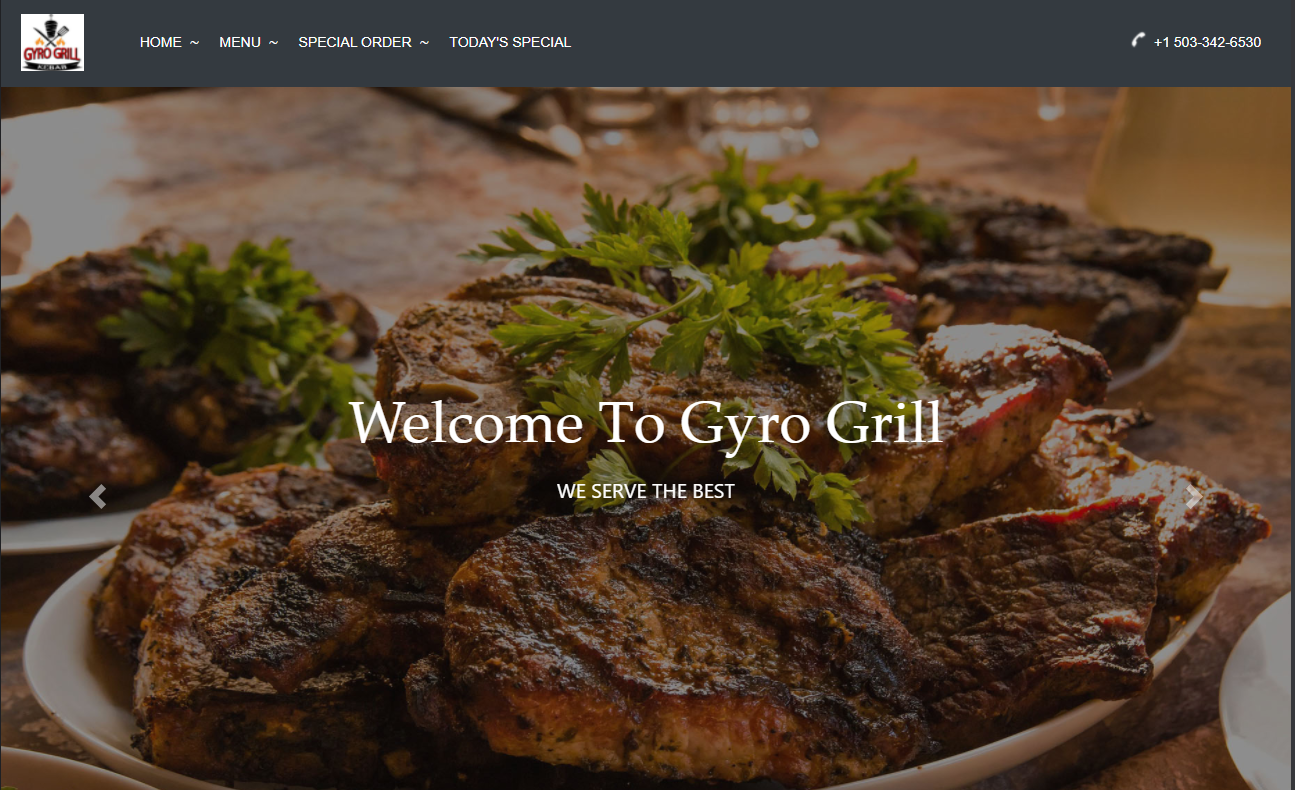 GYRO GRILL
KEBAB
HOME ~ MENU ~ SPECIAL ORDER ~ TODAY'S SPECIAL
+1 503-342-6530
Welcome To Gyro Grill
WE SERVE THE BEST